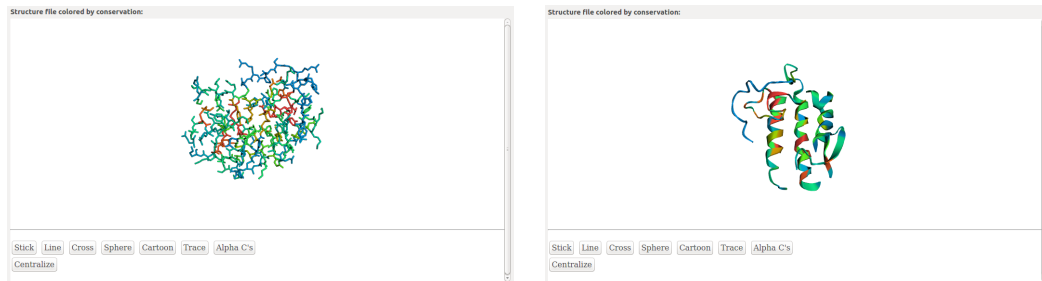 Structure file colored by conservation:
Stick Line Cross Sphere Cartoon Trace Alpha C's
Centralize
Structure file colored by conservation:
Stick Line Cross Sphere Cartoon Trace Alpha C's
Centralize